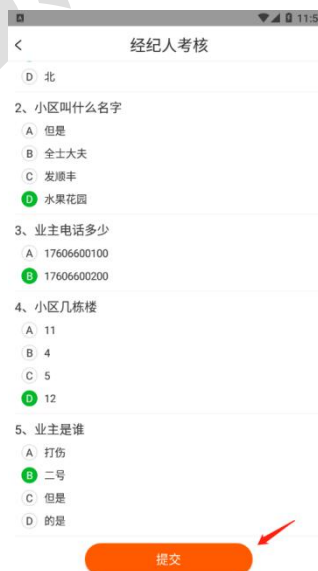 11:5
经纪人考核
D 北
2、小区叫什么名字
A 但是
B 全士大夫
C 发顺丰
D 水果花园
3、业主电话多少
A 17606600100
B 17606600200
4、小区几栋楼
A 11
B 4
C 5
D 12
5、业主是谁
A 打伤
B 二号
C 但是
D 的是
提交